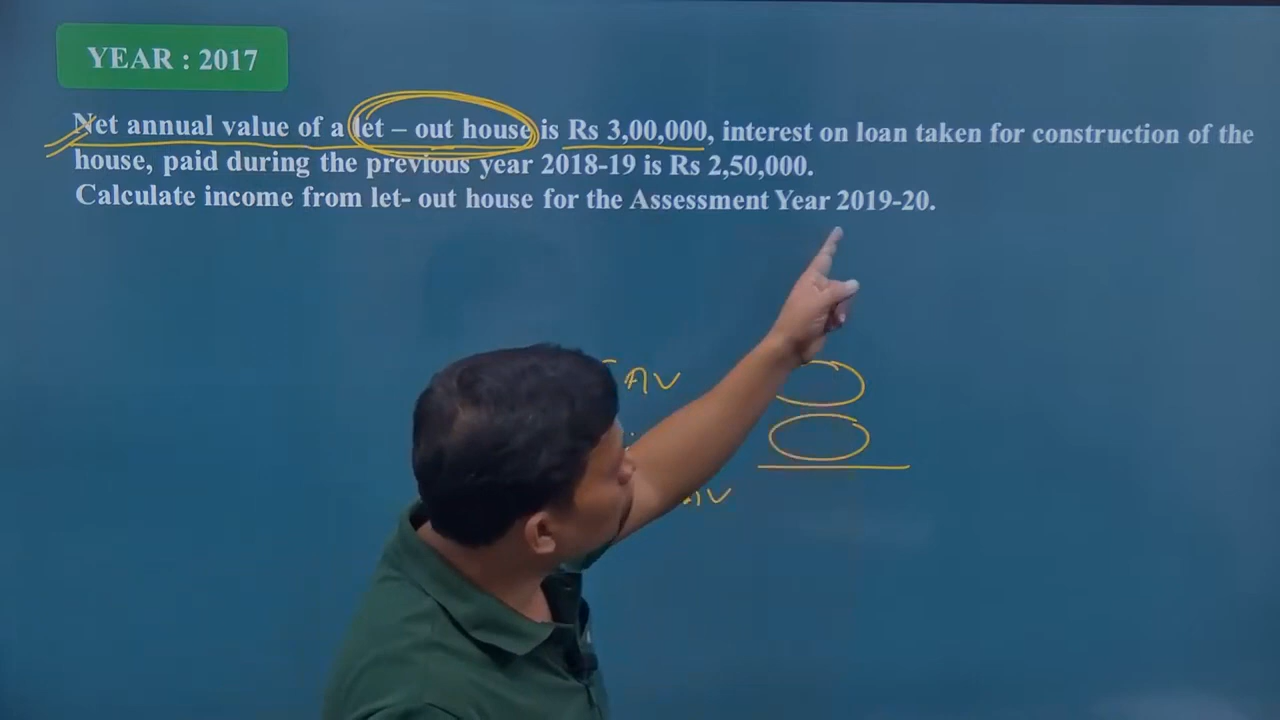 YEAR : 2017
Net annual value of a let – out house is Rs 3,00,000, interest on loan taken for construction of the
house, paid during the previous year 2018-19 is Rs 2,50,000.
Calculate income from let- out house for the Assessment Year 2019-20.
AV
AV